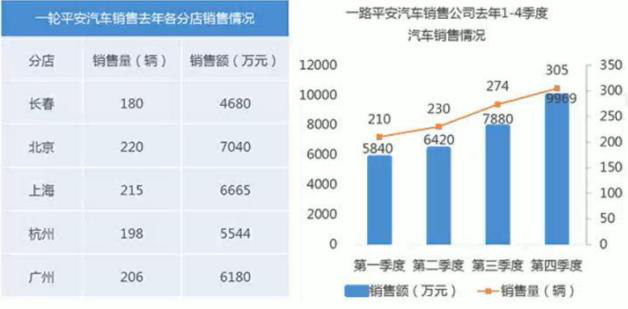 一轮平安汽车销售去年各分店销售情况
分店 销售量（辆） 销售额（万元）
长春 180 4680
北京 220 7040
上海 215 6665
杭州 198 5544
广州 206 6180
一路平安汽车销售公司去年1-4季度
汽车销售情况
12000
10000
8000
6000
4000
2000
0
350
300
250
200
150
100
50
0
210
230
274
305
5840
6420
7880
9969
第一季度 第二季度 第三季度 第四季度
销售额（万元） 销售量（辆）